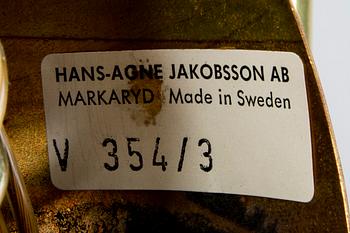 HANS-AGNE JAKOBSSON AB
MARKARYD Made in Sweden
V 354/3